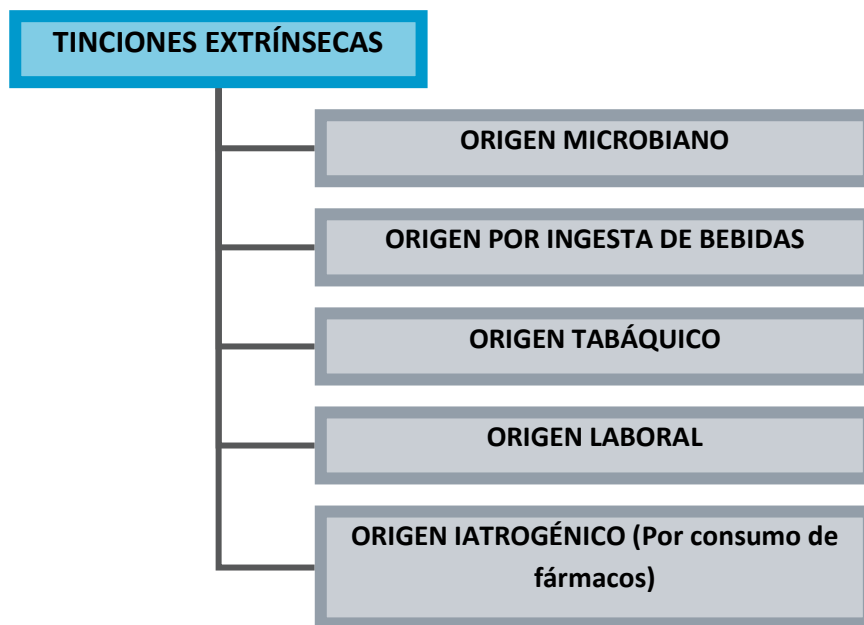 TINCIONES EXTRÍNSECAS
ORIGEN MICROBIANO
ORIGEN POR INGESTA DE BEBIDAS
ORIGEN TABÁQUICO
ORIGEN LABORAL
ORIGEN IATROGÉNICO (Por consumo de
fármacos)